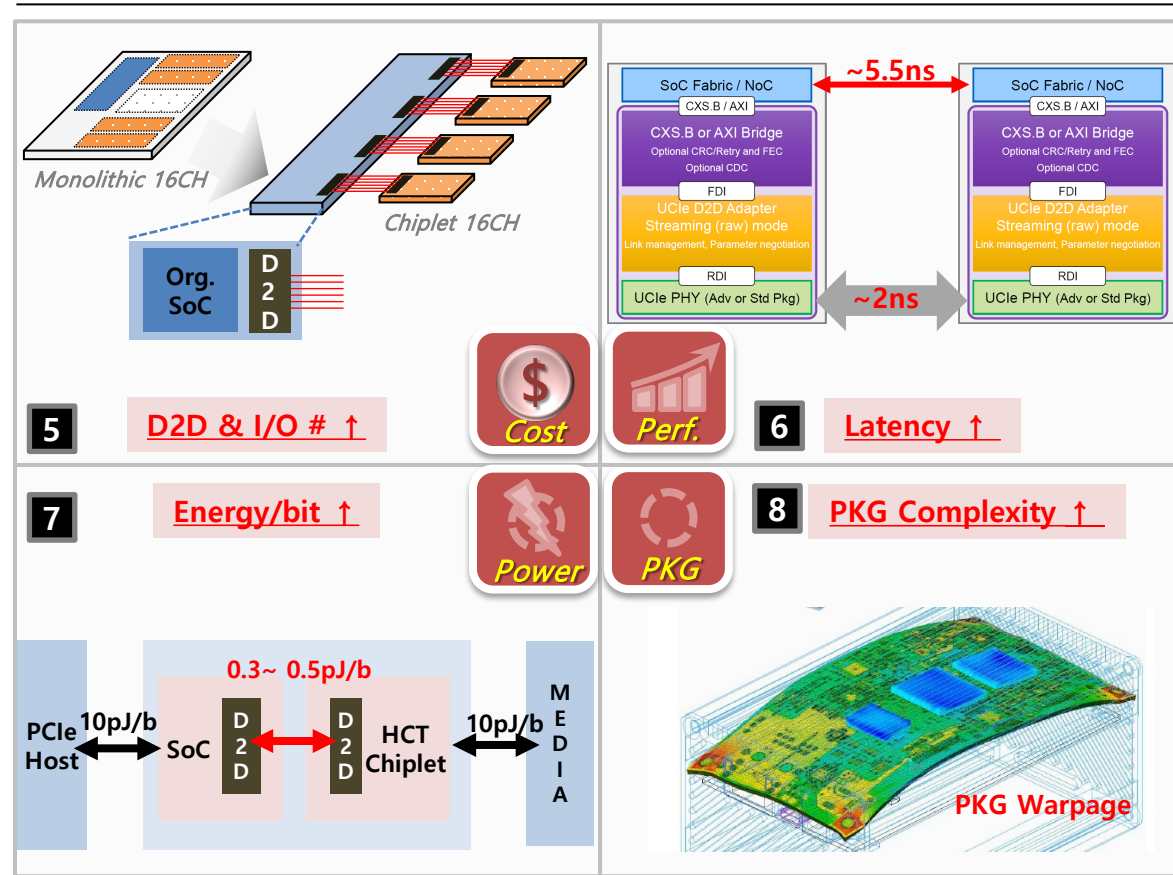 Monolithic 16CH
Chiplet 16CH
Org.
SoC
D
2
D
$
Cost
5
D2D & I/O # ↑
~5.5ns
SoC Fabric / NoC
CXS.B / AXI
CXS.B or AXI Bridge
Optional CRC/Retry and FEC
Optional CDC
FDI
UCIe D2D Adapter
Streaming (raw) mode
Link management, Parameter negotiation
RDI
UCIe PHY (Adv or Std Pkg)
~2ns
SoC Fabric / NoC
CXS.B / AXI
CXS.B or AXI Bridge
Optional CRC/Retry and FEC
Optional CDC
FDI
UCIe D2D Adapter
Streaming (raw) mode
Link management, Parameter negotiation
RDI
UCIe PHY (Adv or Std Pkg)
Perf.
6
Latency ↑
7
Energy/bit ↑
Power
PCIe
Host
10pJ/b
SoC
D
2
D
0.3~ 0.5pJ/b
D
2
D
HCT
Chiplet
10pJ/b
M
E
D
I
A
PKG
8
PKG Complexity ↑
PKG Warpage